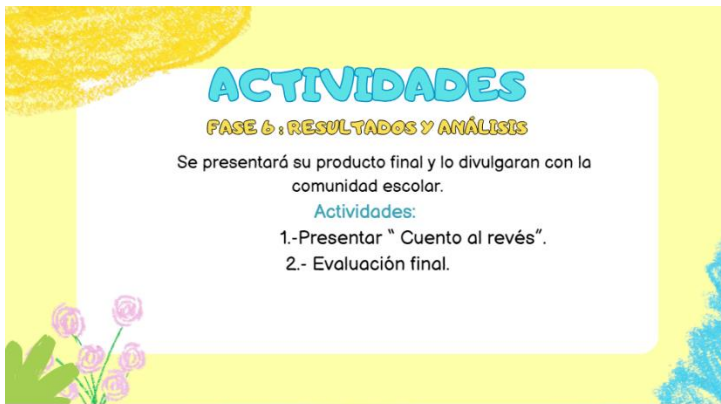 ACTIVIDADES
FASE 6 : RESULTADOS Y ANÁLISIS
Se presentará su producto final y lo divulgaran con la
comunidad escolar.
Actividades:
1.-Presentar “ Cuento al revés”.
2.- Evaluación final.